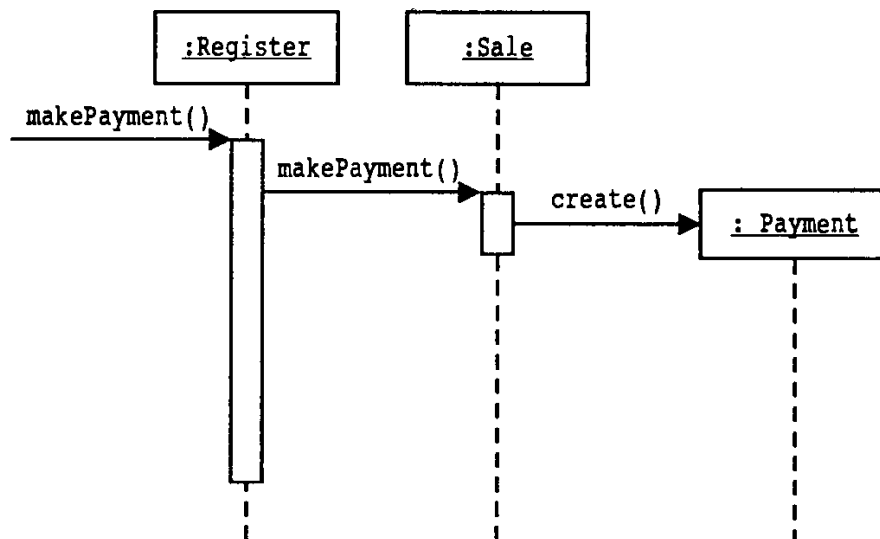 :Register
:Sale
makePayment()
makePayment()
create()
: Payment